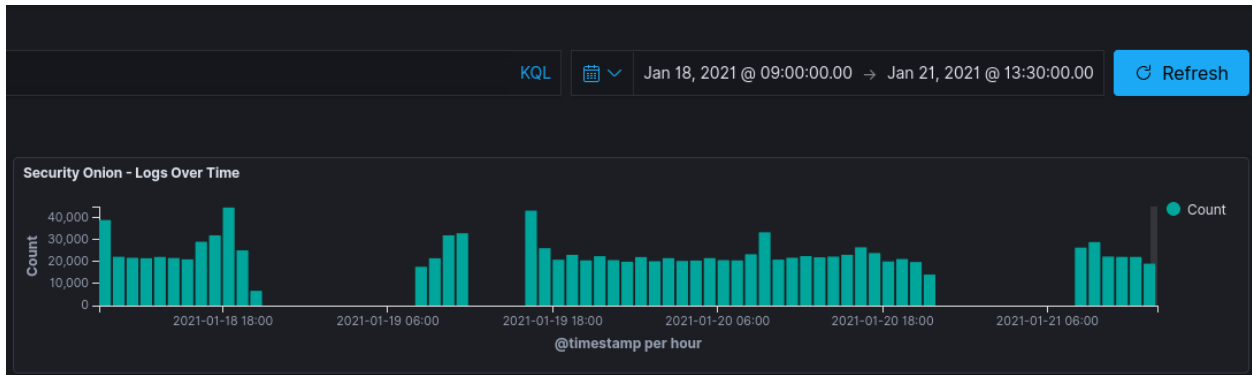 KQL
Jan 18, 2021 @ 09:00:00.00 → Jan 21, 2021 @ 13:30:00.00
Refresh
Security Onion - Logs Over Time
Count
40,000
30,000
20,000
10,000
0
Count
2021-01-18 18:00 2021-01-19 06:00 2021-01-19 18:00 2021-01-20 06:00 2021-01-20 18:00 2021-01-21 06:00
@timestamp per hour